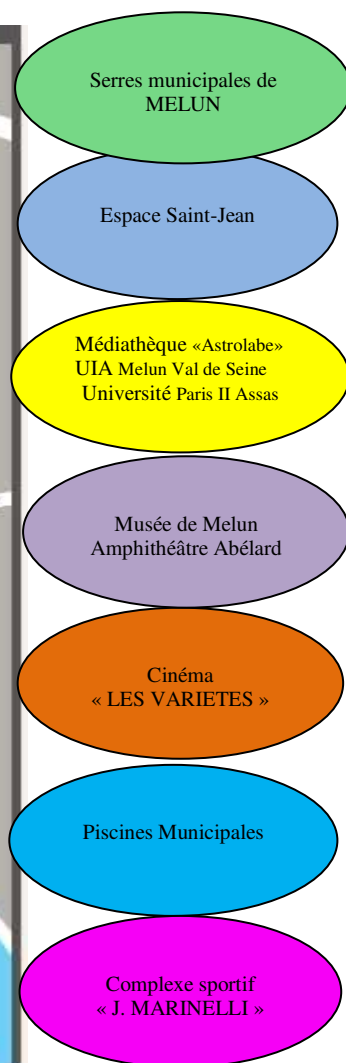 Serres municipales de
MELUN
Espace Saint-Jean
Médiathèque «Astrolabe»
UIA Melun Val de Seine
Université Paris II Assas
Musée de Melun
Amphithéâtre Abélard
Cinéma
« LES VARIETES »
Piscines Municipales
Complexe sportif
« J. MARINELLI »